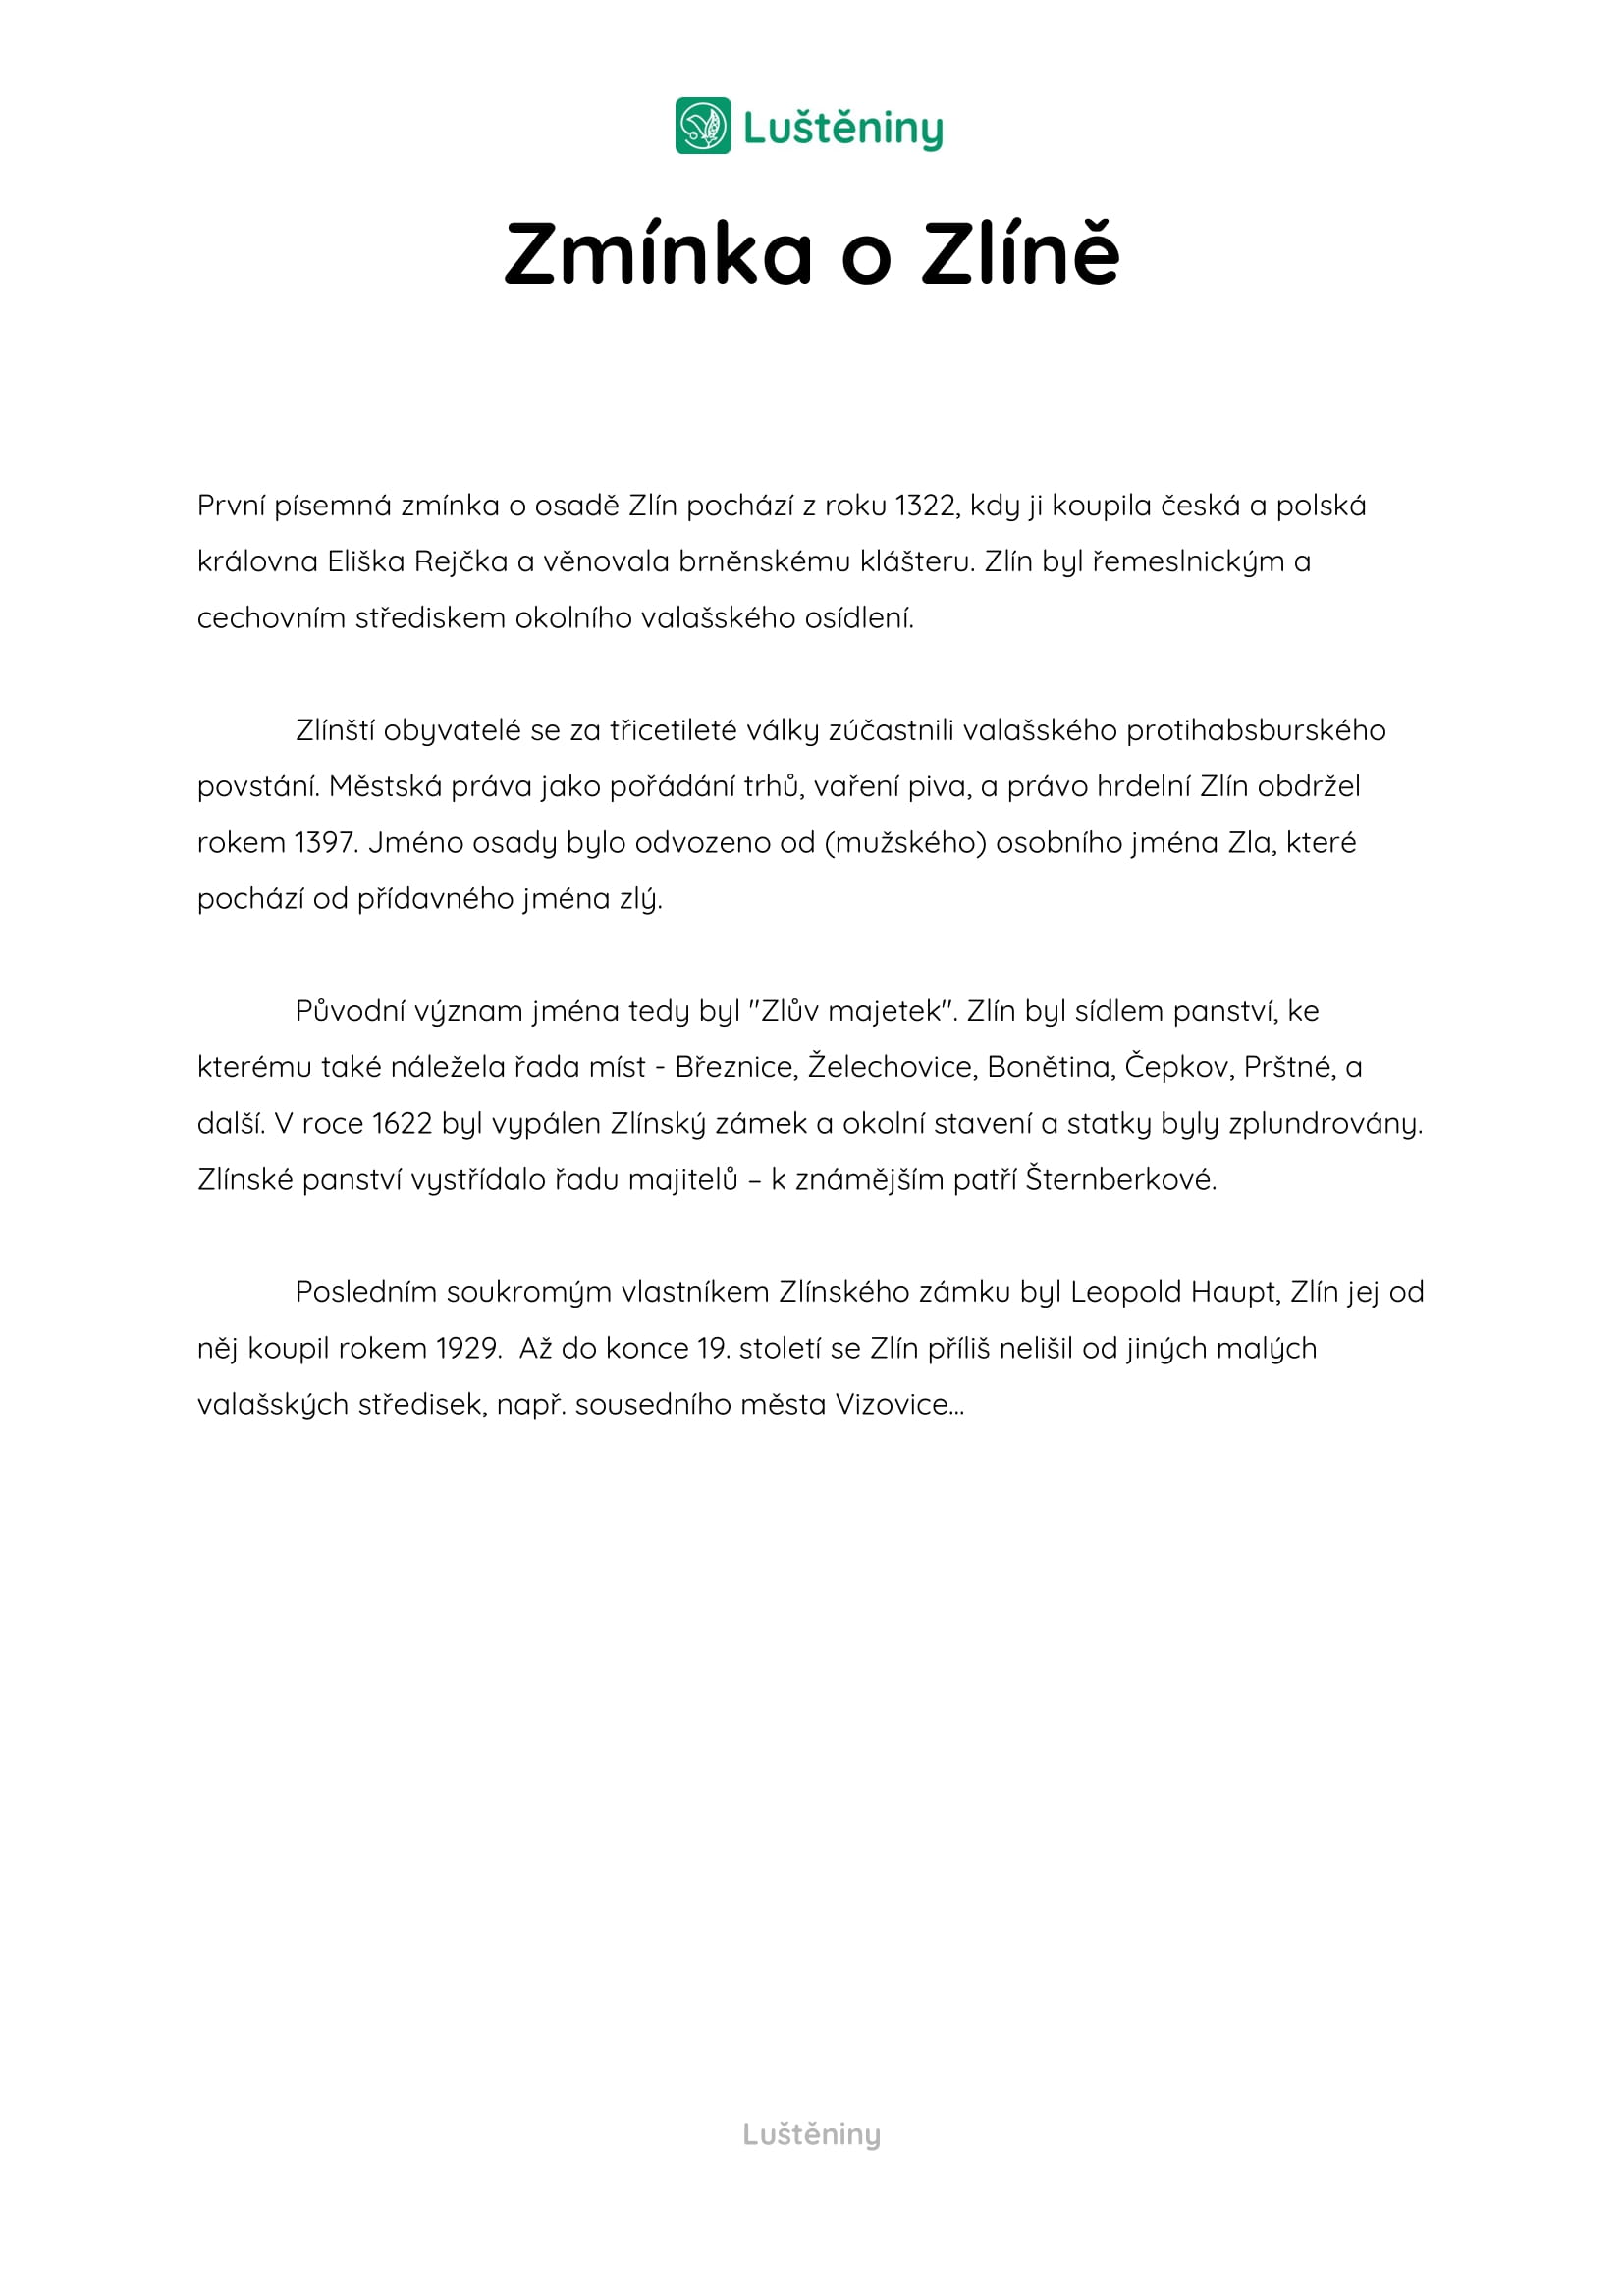 Luštěniny
Zmínka o Zlíně
První písemná zmínka o osadě Zlín pochází z roku 1322, kdy ji koupila česká a polská
královna Eliška Rejčka a věnovala brněnskému klášteru. Zlín byl řemeslnickým a
cechovním střediskem okolního valašského osídlení.
Zlínští obyvatelé se za třicetileté války zúčastnili valašského protihabsburského
povstání. Městská práva jako pořádání trhů, vaření piva, a právo hrdelní Zlín obdržel
rokem 1397. Jméno osady bylo odvozeno od (mužského) osobního jména Zla, které
pochází od přídavného jména zlý.
Původní význam jména tedy byl "Zlův majetek". Zlín byl sídlem panství, ke
kterému také náležela řada míst - Březnice, Želechovice, Bonětina, Čepkov, Prštné, a
další. V roce 1622 byl vypálen Zlínský zámek a okolní stavení a statky byly zplundrovány.
Zlínské panství vystřídalo řadu majitelů – k známějším patří Šternberkové.
Posledním soukromým vlastníkem Zlínského zámku byl Leopold Haupt, Zlín jej od
něj koupil rokem 1929.  Až do konce 19. století se Zlín příliš nelišil od jiných malých
valašských středisek, např. sousedního města Vizovice...
Luštěniny